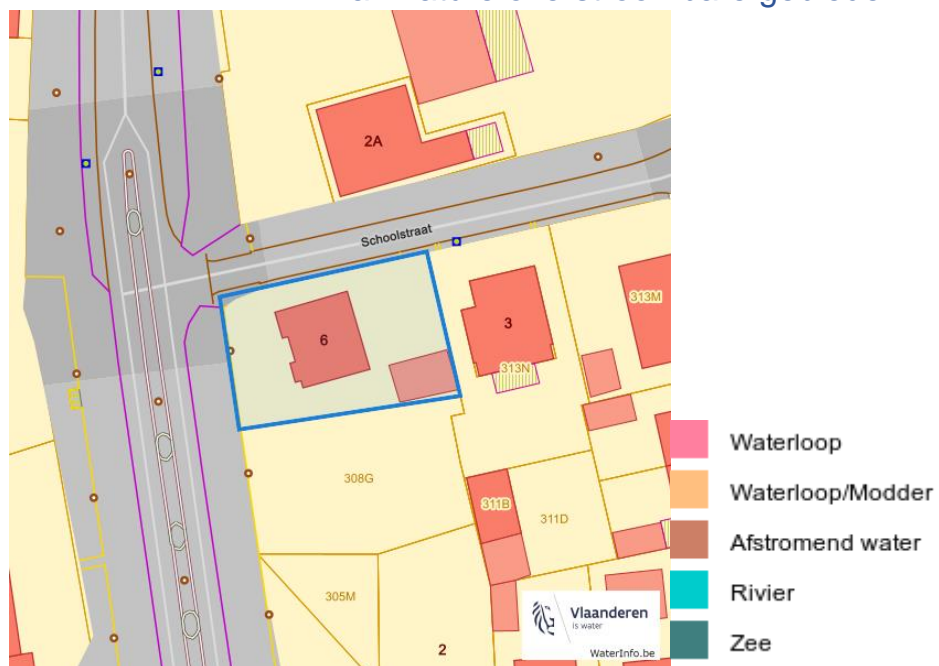 2A
Schoolstraat
6
3
313M
313N
308G
311B
311D
305M
2
Vlaanderen
is water
WaterInfo.be
Waterloop
Waterloop/Modder
Afstromend water
Rivier
Zee